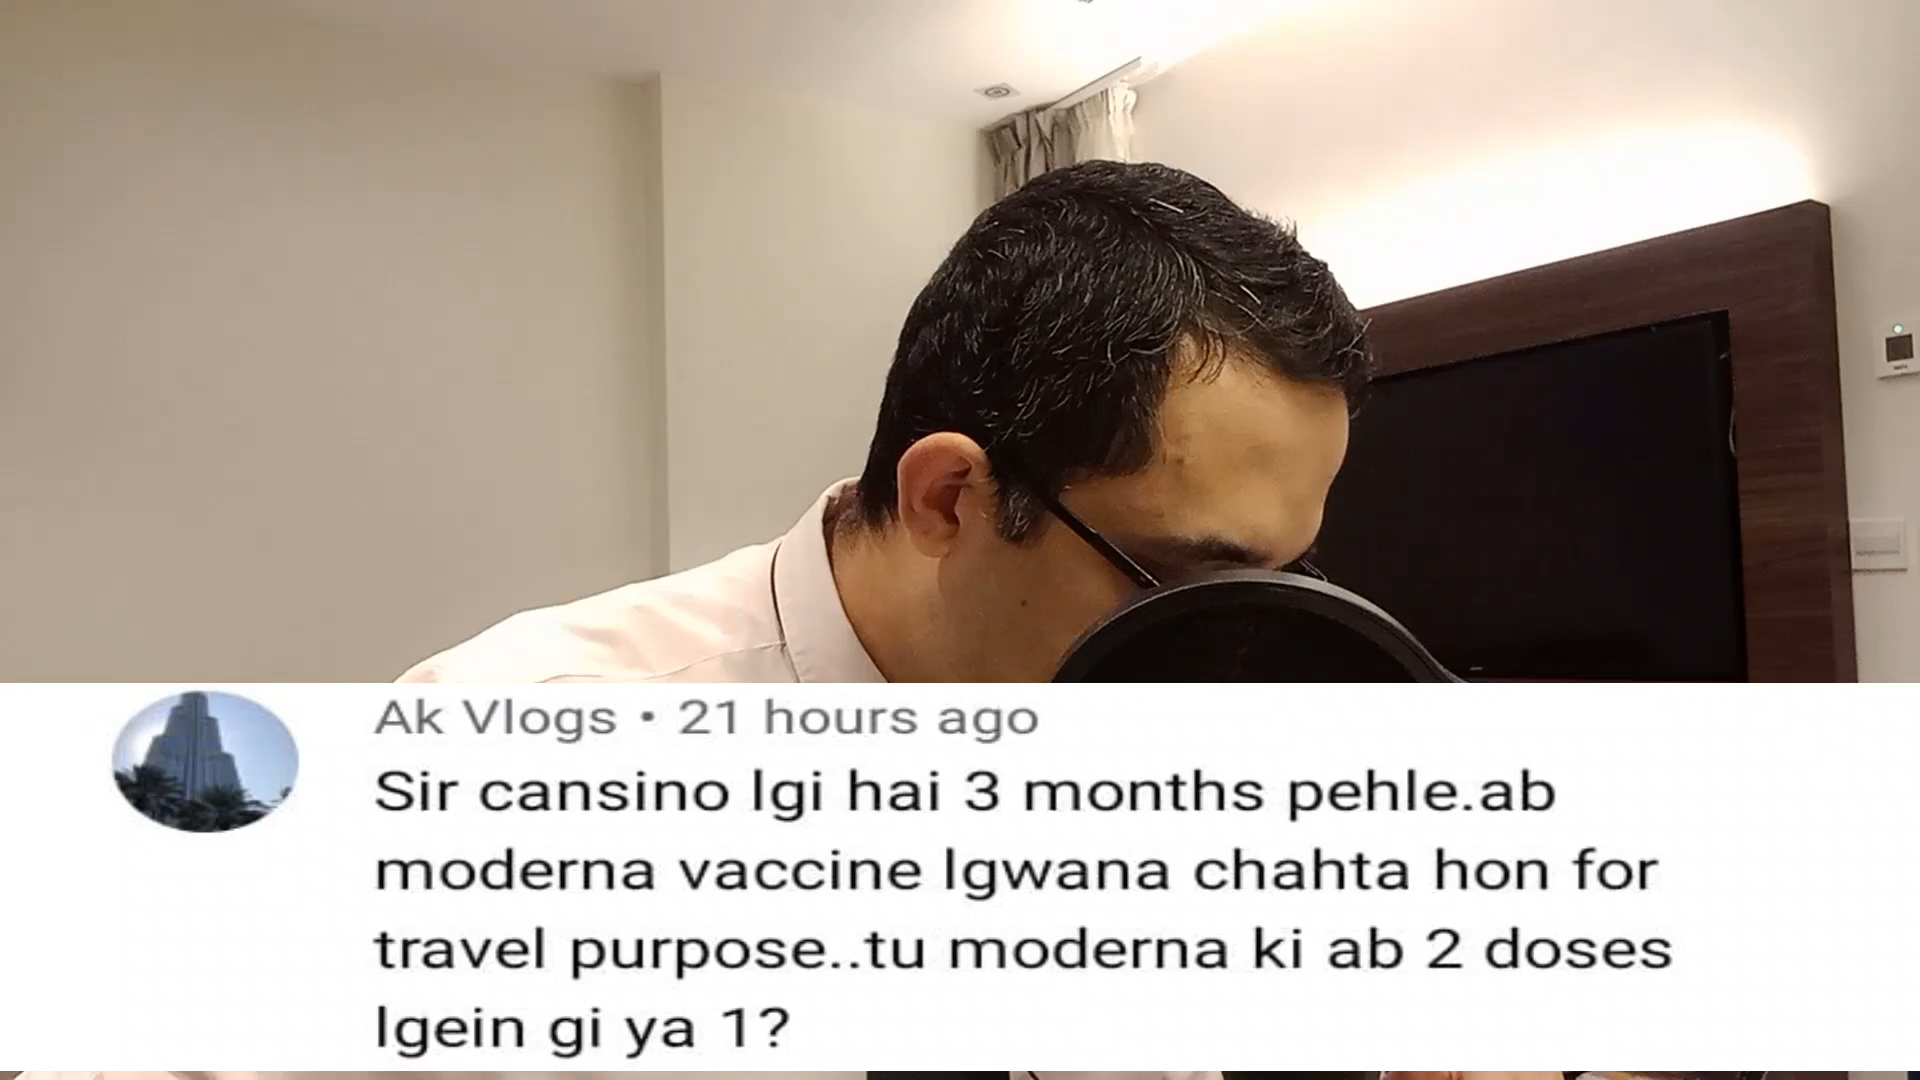 Ak Vlogs • 21 hours ago
Sir cansino lgi hai 3 months pehle.ab
moderna vaccine lgwana chahta hon for
travel purpose..tu moderna ki ab 2 doses
lgein gi ya 1?